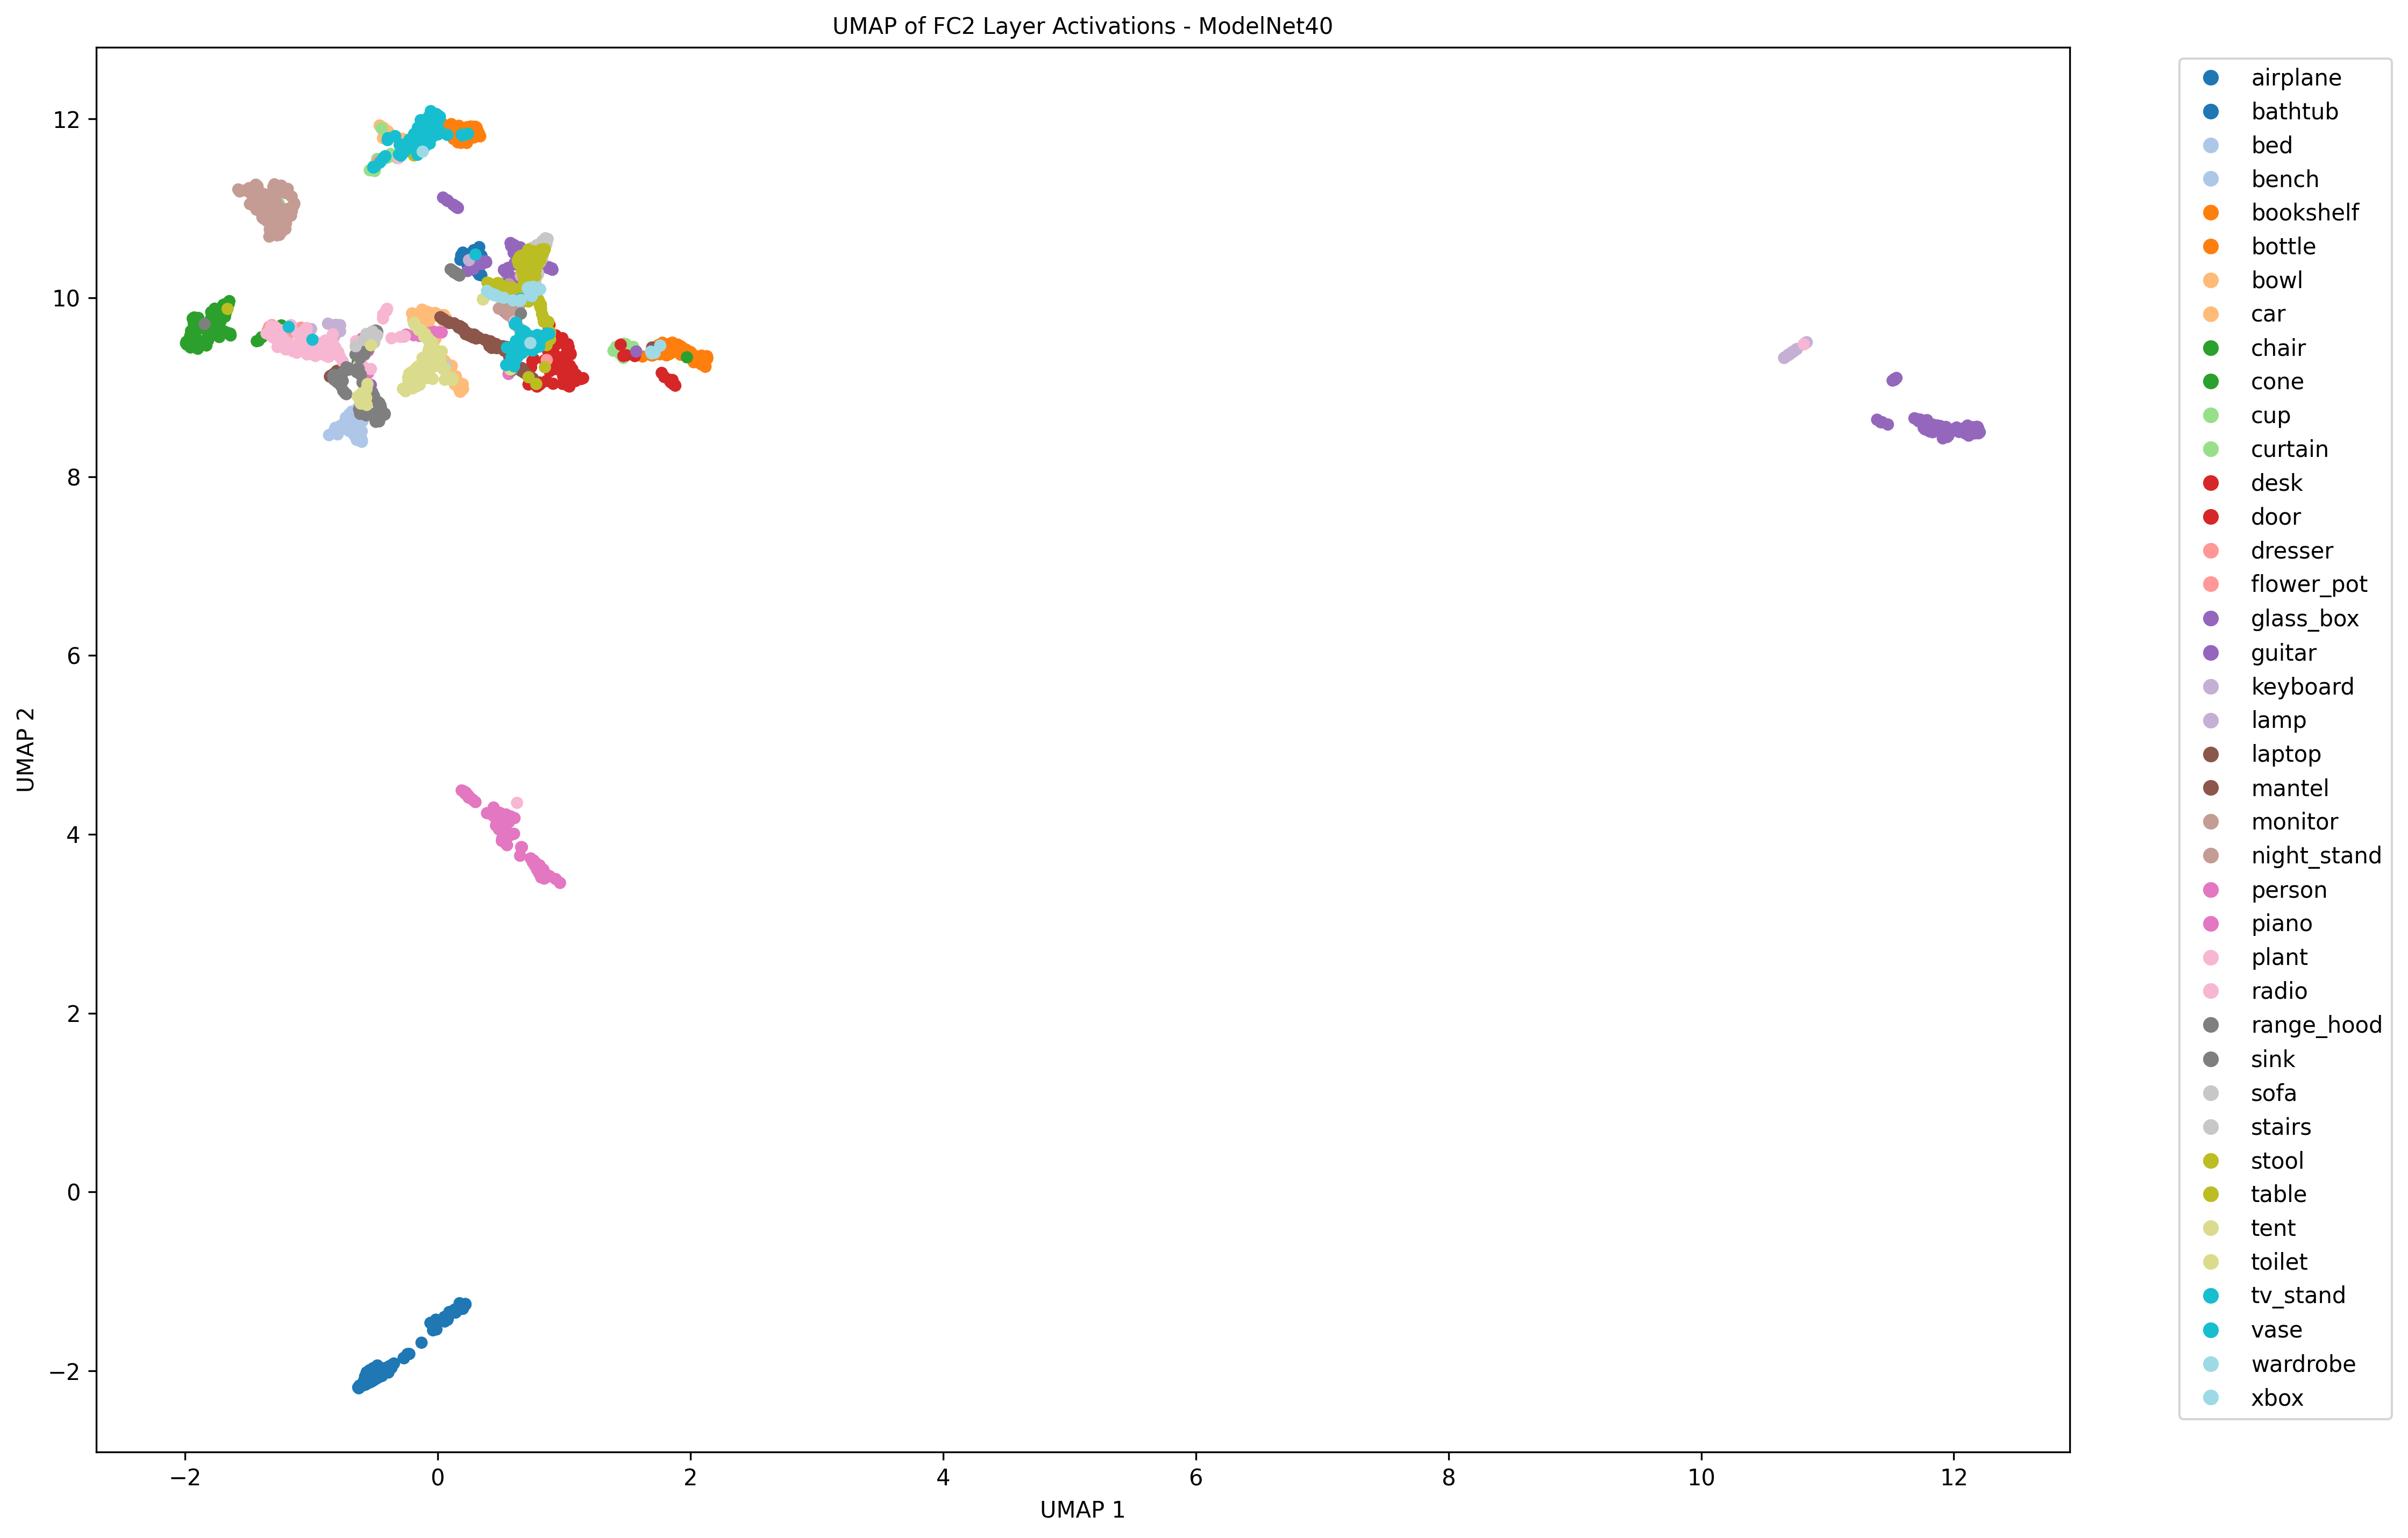 UMAP of FC2 Layer Activations - ModelNet40
12
10
8
6
4
2
0
−2
UMAP 2
−2
0
2
4
6
8
10
12
UMAP 1
airplane
bathtub
bed
bench
bookshelf
bottle
bowl
car
chair
cone
cup
curtain
desk
door
dresser
flower_pot
glass_box
guitar
keyboard
lamp
laptop
mantel
monitor
night_stand
person
piano
plant
radio
range_hood
sink
sofa
stairs
stool
table
tent
toilet
tv_stand
vase
wardrobe
xbox